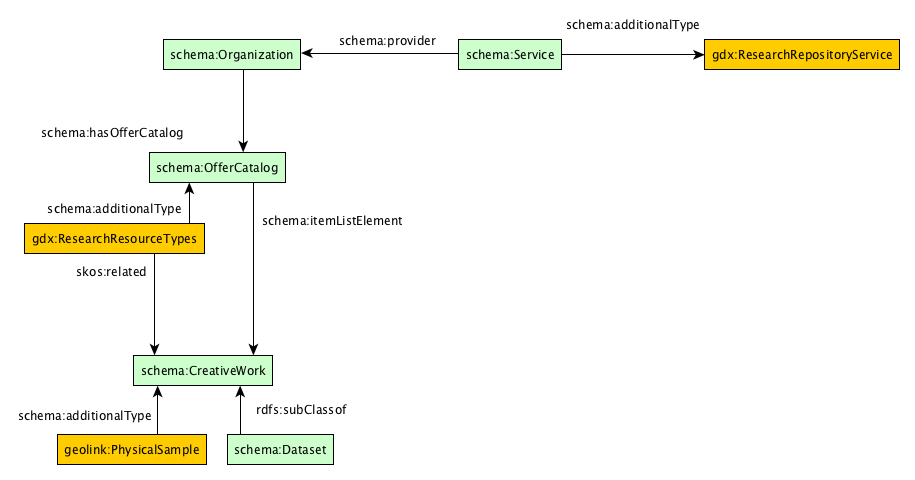 schema:additionalType
schema:provider
schema:Organization
schema:Service
gdx:ResearchRepositoryService
schema:hasOfferCatalog
schema:OfferCatalog
schema:additionalType
schema:itemListElement
gdx:ResearchResourceTypes
skos:related
schema:CreativeWork
schema:additionalType
rdfs:subClassof
geolink:PhysicalSample
schema:Dataset